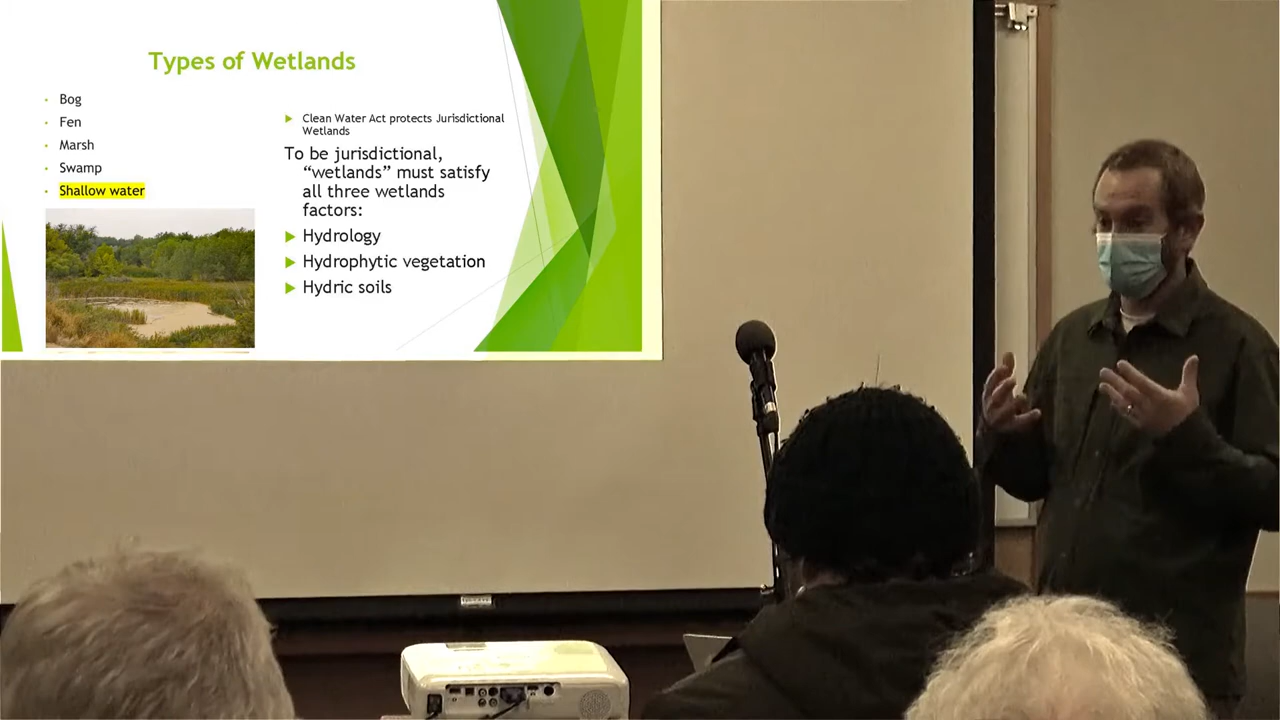 Types of Wetlands
Bog
Fen
Marsh
Swamp
Shallow water
Clean Water Act protects Jurisdictional
Wetlands
To be jurisdictional,
“wetlands” must satisfy
all three wetlands
factors:
Hydrology
Hydrophytic vegetation
Hydric soils